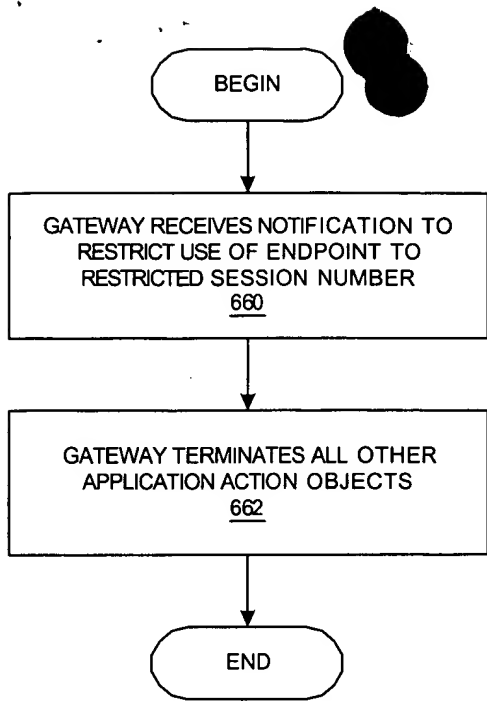 BEGIN
GATEWAY RECEIVES NOTIFICATION TO
RESTRICT USE OF ENDPOINT TO
RESTRICTED SESSION NUMBER
660
GATEWAY TERMINATES ALL OTHER
APPLICATION ACTION OBJECTS
662
END